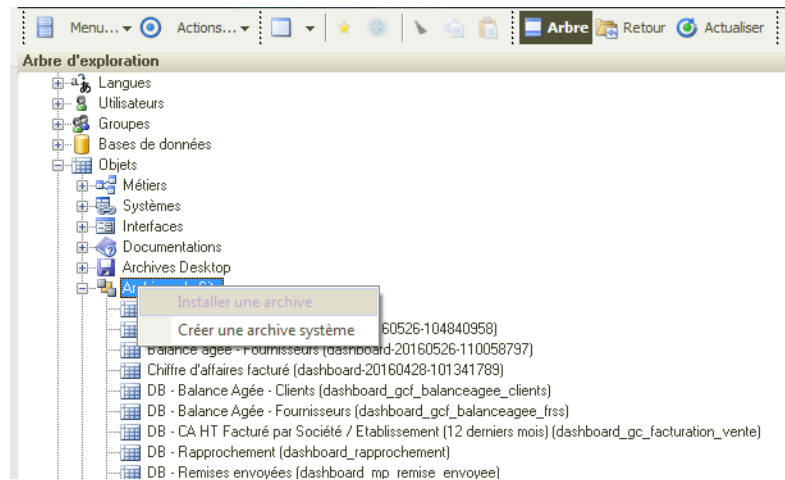 Menu... Actions... Arbre Retour Actualiser
Arbre d'exploration
Langues
Utilisateurs
Groupes
Bases de données
Objets
Métiers
Systèmes
Interfaces
Documentations
Archives Desktop
Installer une archive
Créer une archive système 60526-104840958)
Balance agée - Fournisseurs (dashboard-20160526-110058797)
Chiffre d'affaires facturé (dashboard-20160428-101341789)
DB - Balance Agée - Clients (dashboard_gcf_balanceagee_clients)
DB - Balance Agée - Fournisseurs (dashboard_gcf_balanceagee_frss)
DB - CA HT Facturé par Société / Etablissement (12 derniers mois) (dashboard_gc_facturation_vente)
DB - Rapprochement (dashboard_rapprochement)
DB - Remises envoyées (dashboard_mp_remise_envoyee)